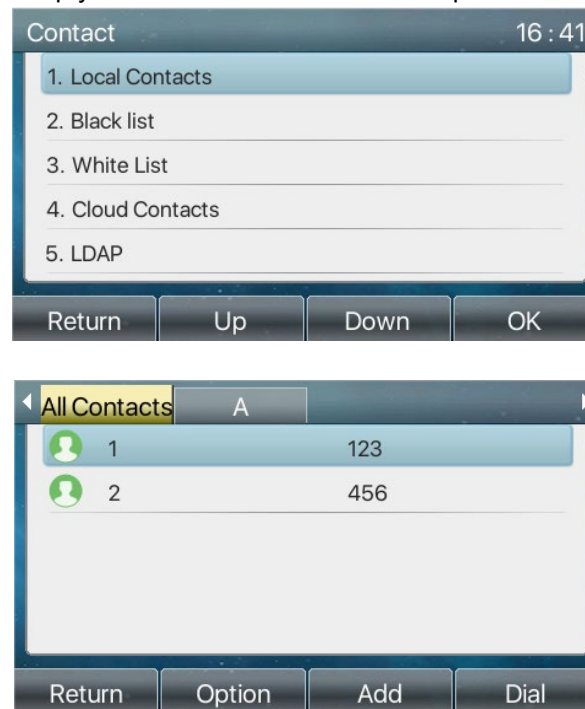 Contact 16 : 41
1. Local Contacts
2. Black list
3. White List
4. Cloud Contacts
5. LDAP
Return Up Down OK
All Contacts A
1 123
2 456
Return Option Add Dial